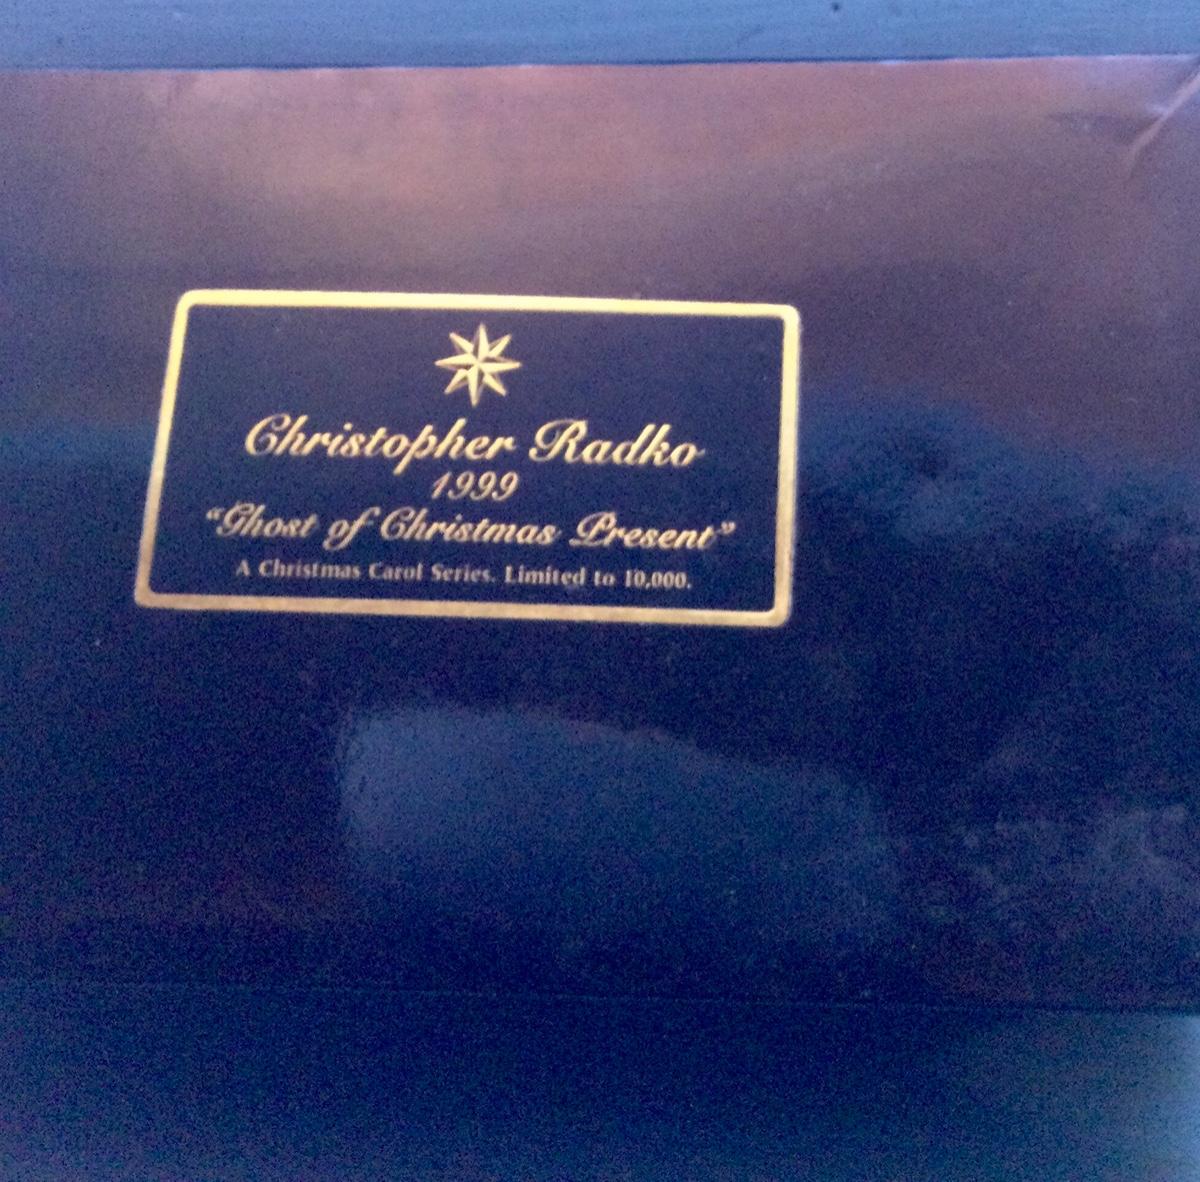 Christopher Radko
1999
“Ghost of Christmas Present”
A Christmas Carol Series. Limited to 10,000.